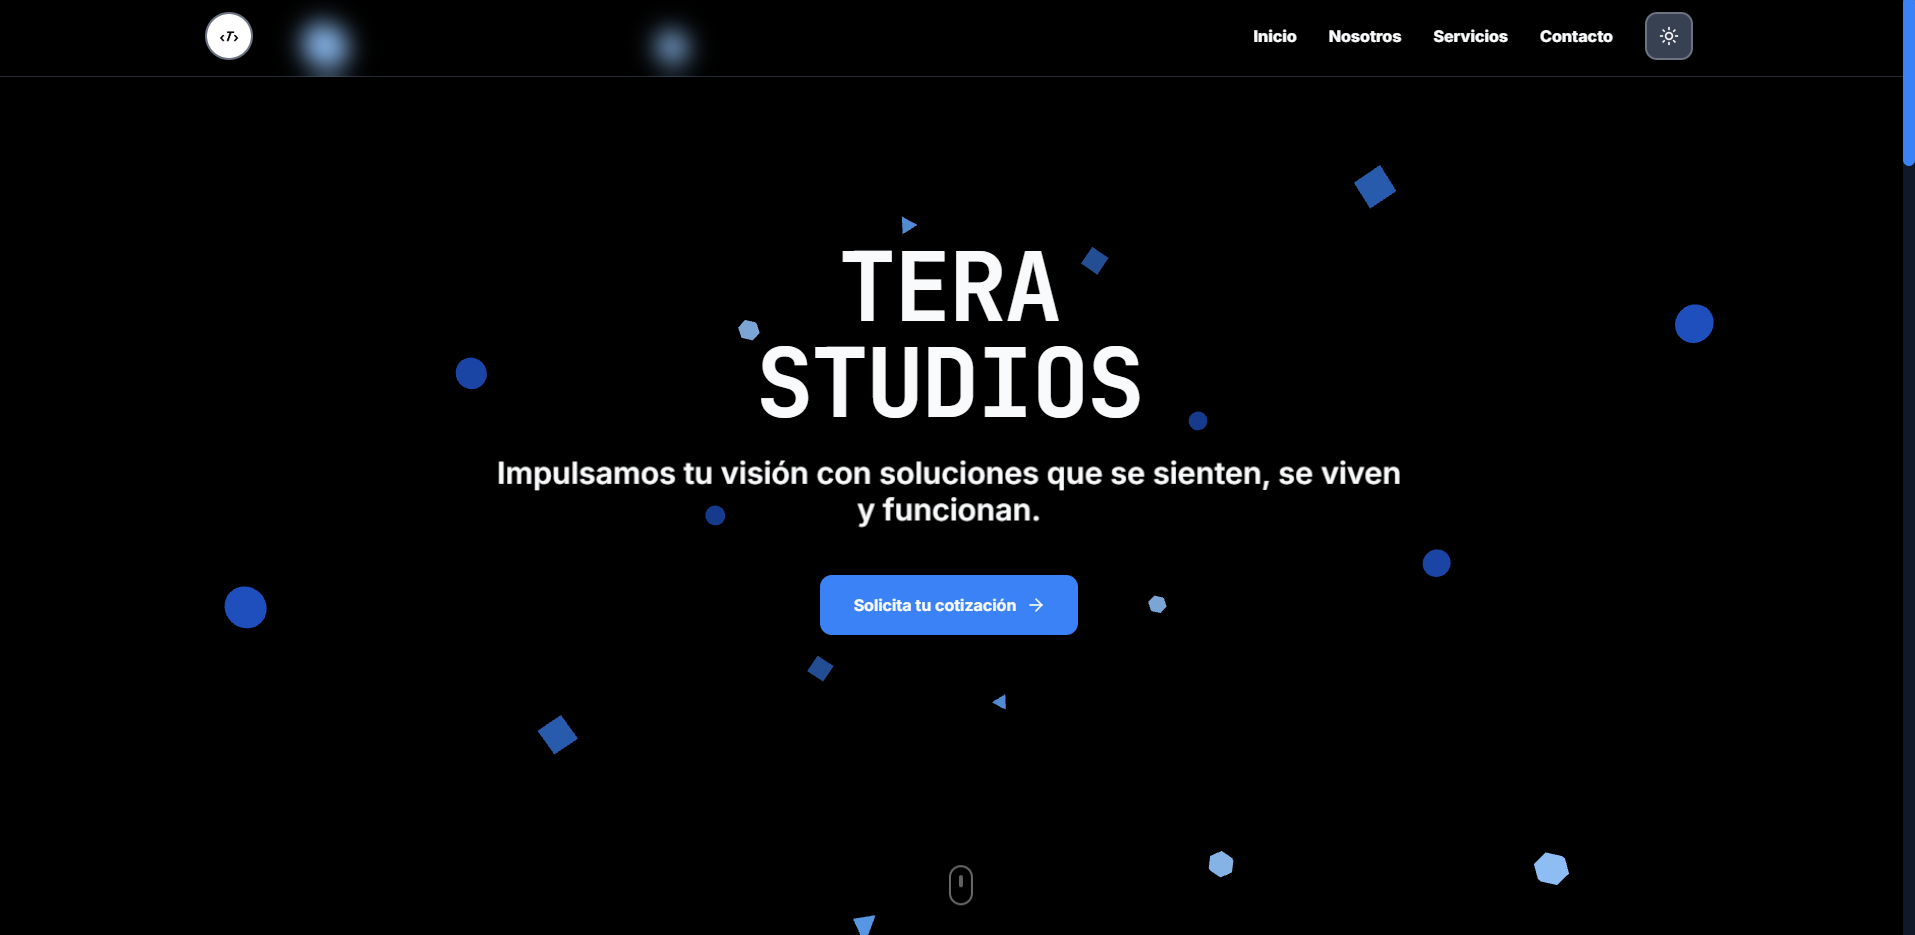 <T>
Inicio
Nosotros
Servicios
Contacto
TERA
STUDIOS
Impulsamos tu visión con soluciones que se sienten, se viven
y funcionan.
Solicita tu cotización